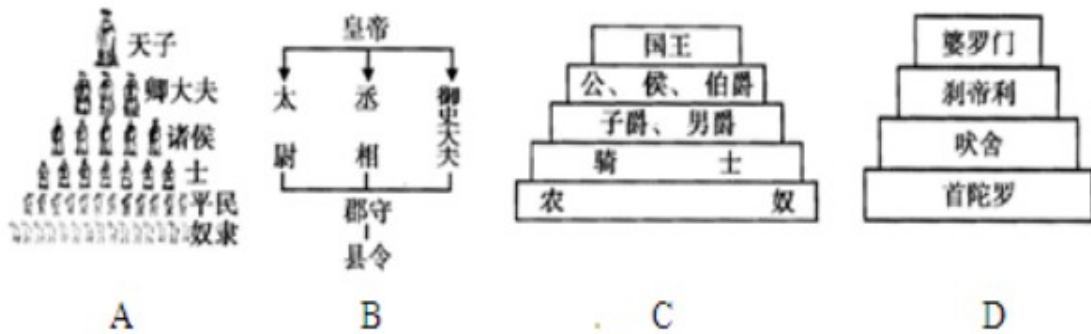 天子
卿大夫
诸侯
士
平民
奴隶
A
皇帝
太尉
丞相
御史大夫
郡守
县令
B
国王
公、侯、伯爵
子爵、男爵
骑 士
农 奴
C
婆罗门
刹帝利
吠舍
首陀罗
D